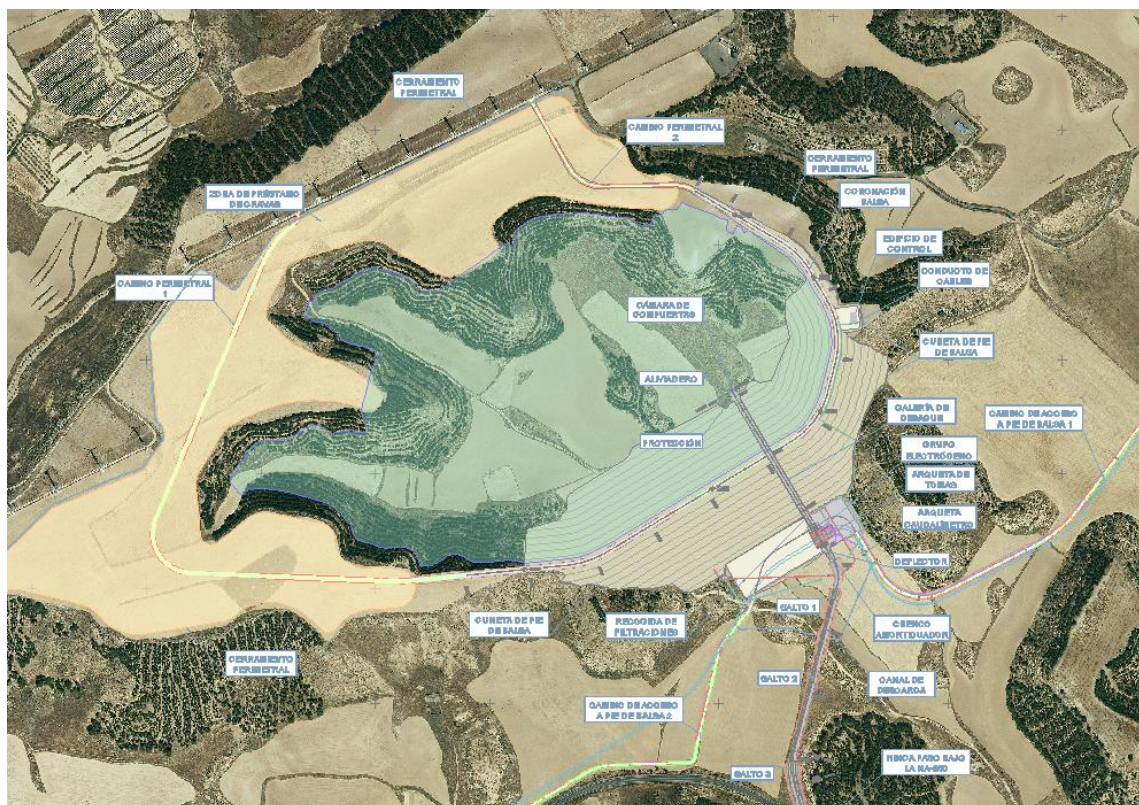 CERRAMIENTO
PERIMETRAL
CAMINO PERIMETRAL
2
CERRAMIENTO
PERIMETRAL
CORONACIÓN
BALSA
ZONA DE PRÉSTAMO
DE GRAVAS
EDIFICIO DE
CONTROL
CONDUCTO DE
CABLES
CAMINO PERIMETRAL
1
CÁMARA DE
COMPUERTAS
CUNETA DE PIE
DE BALSA
ALIVIADERO
GALERÍA DE
DESAGÜE
CAMINO DE ACCESO
A PIE DE BALSA 1
PROTECCIÓN
GRUPO
ELECTRÓGENO
ARQUETA DE
TOMAS
ARQUETA
CAUDALÍMETRO
DEFLECTOR
SALTO 1
CUNETA DE PIE
DE BALSA
RECOGIDA DE
FILTRACIONES
CUENCO
AMORTIGUADOR
CERRAMIENTO
PERIMETRAL
SALTO 2
CANAL DE
DESCARGA
CAMINO DE ACCESO
A PIE DE BALSA 2
SALTO 3
HINCA PASO BAJO